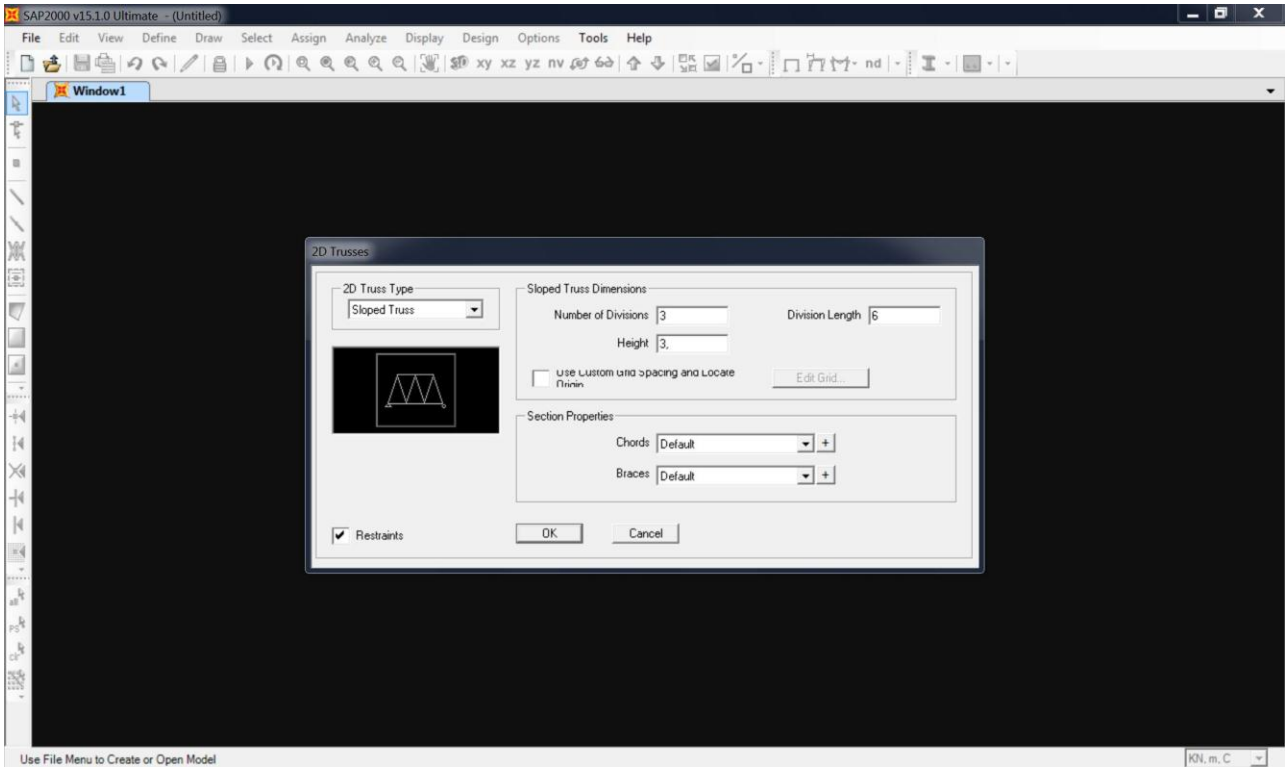 SAP2000 v15.1.0 Ultimate - (Untitled)
File Edit View Define Draw Select Assign Analyze Display Design Options Tools Help
xy xz yz nv nd
Window1
2D Trusses
2D Truss Type
Sloped Truss
Sloped Truss Dimensions
Number of Divisions 3 Division Length 6
Height 3,
Use Custom Grid Spacing and Locate
Origin
Edit Grid...
Section Properties
Chords Default +
Braces Default +
Restraints
OK Cancel
all
PS
clr
Use File Menu to Create or Open Model KN, m, C